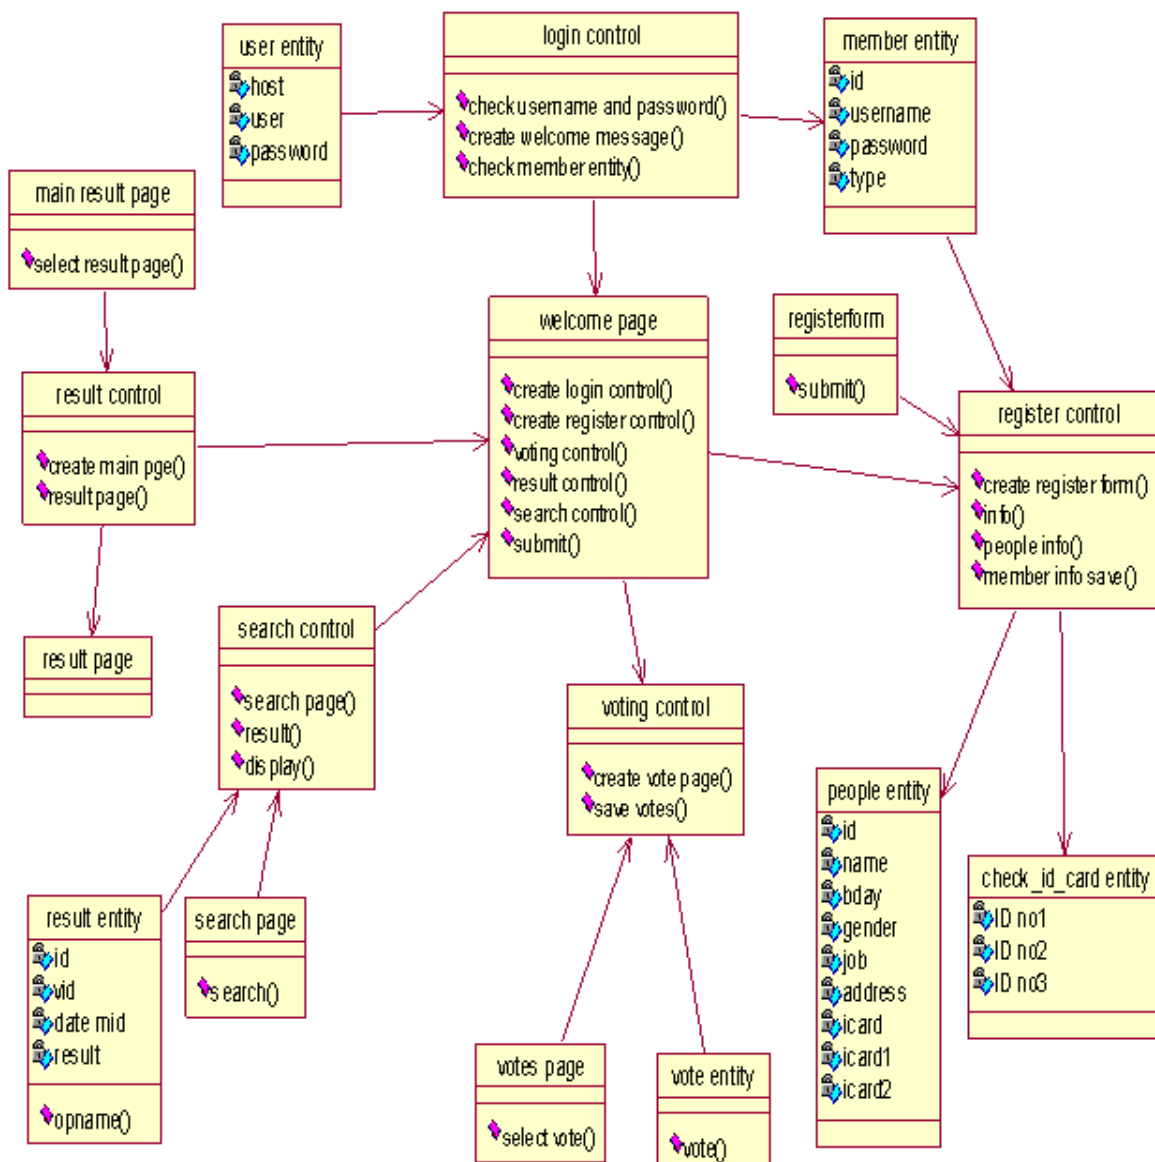 user entity
host
user
password
login control
check username and password()
create welcome message()
check member entity()
member entity
id
username
password
type
main result page
select result page()
result control
create main pge()
result page()
result page
welcome page
create login control()
create register control()
voting control()
result control()
search control()
submit()
registerform
submit()
register control
create register form()
info()
people info()
member info save()
search control
search page()
result()
display()
voting control
create vote page()
save votes()
people entity
id
name
bday
gender
job
address
icard
icard1
icard2
check_id_card entity
ID no1
ID no2
ID no3
result entity
id
vid
date mid
result
opname()
search page
search()
votes page
select vote()
vote entity
vote()